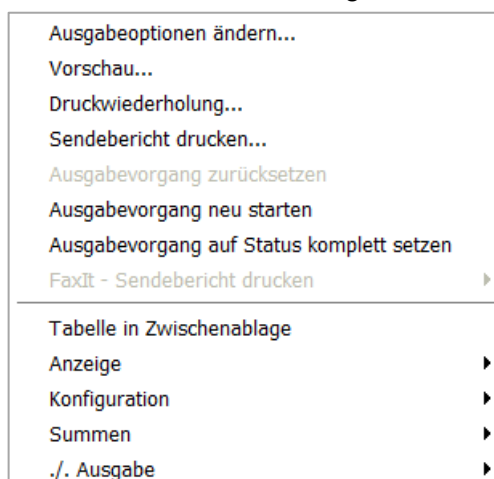 Ausgabeoptionen ändern...
Vorschau...
Druckwiederholung...
Sendebericht drucken...
Ausgabevorgang zurücksetzen
Ausgabevorgang neu starten
Ausgabevorgang auf Status komplett setzen
FaxIt - Sendebericht drucken
Tabelle in Zwischenablage
Anzeige
Konfiguration
Summen
./. Ausgabe